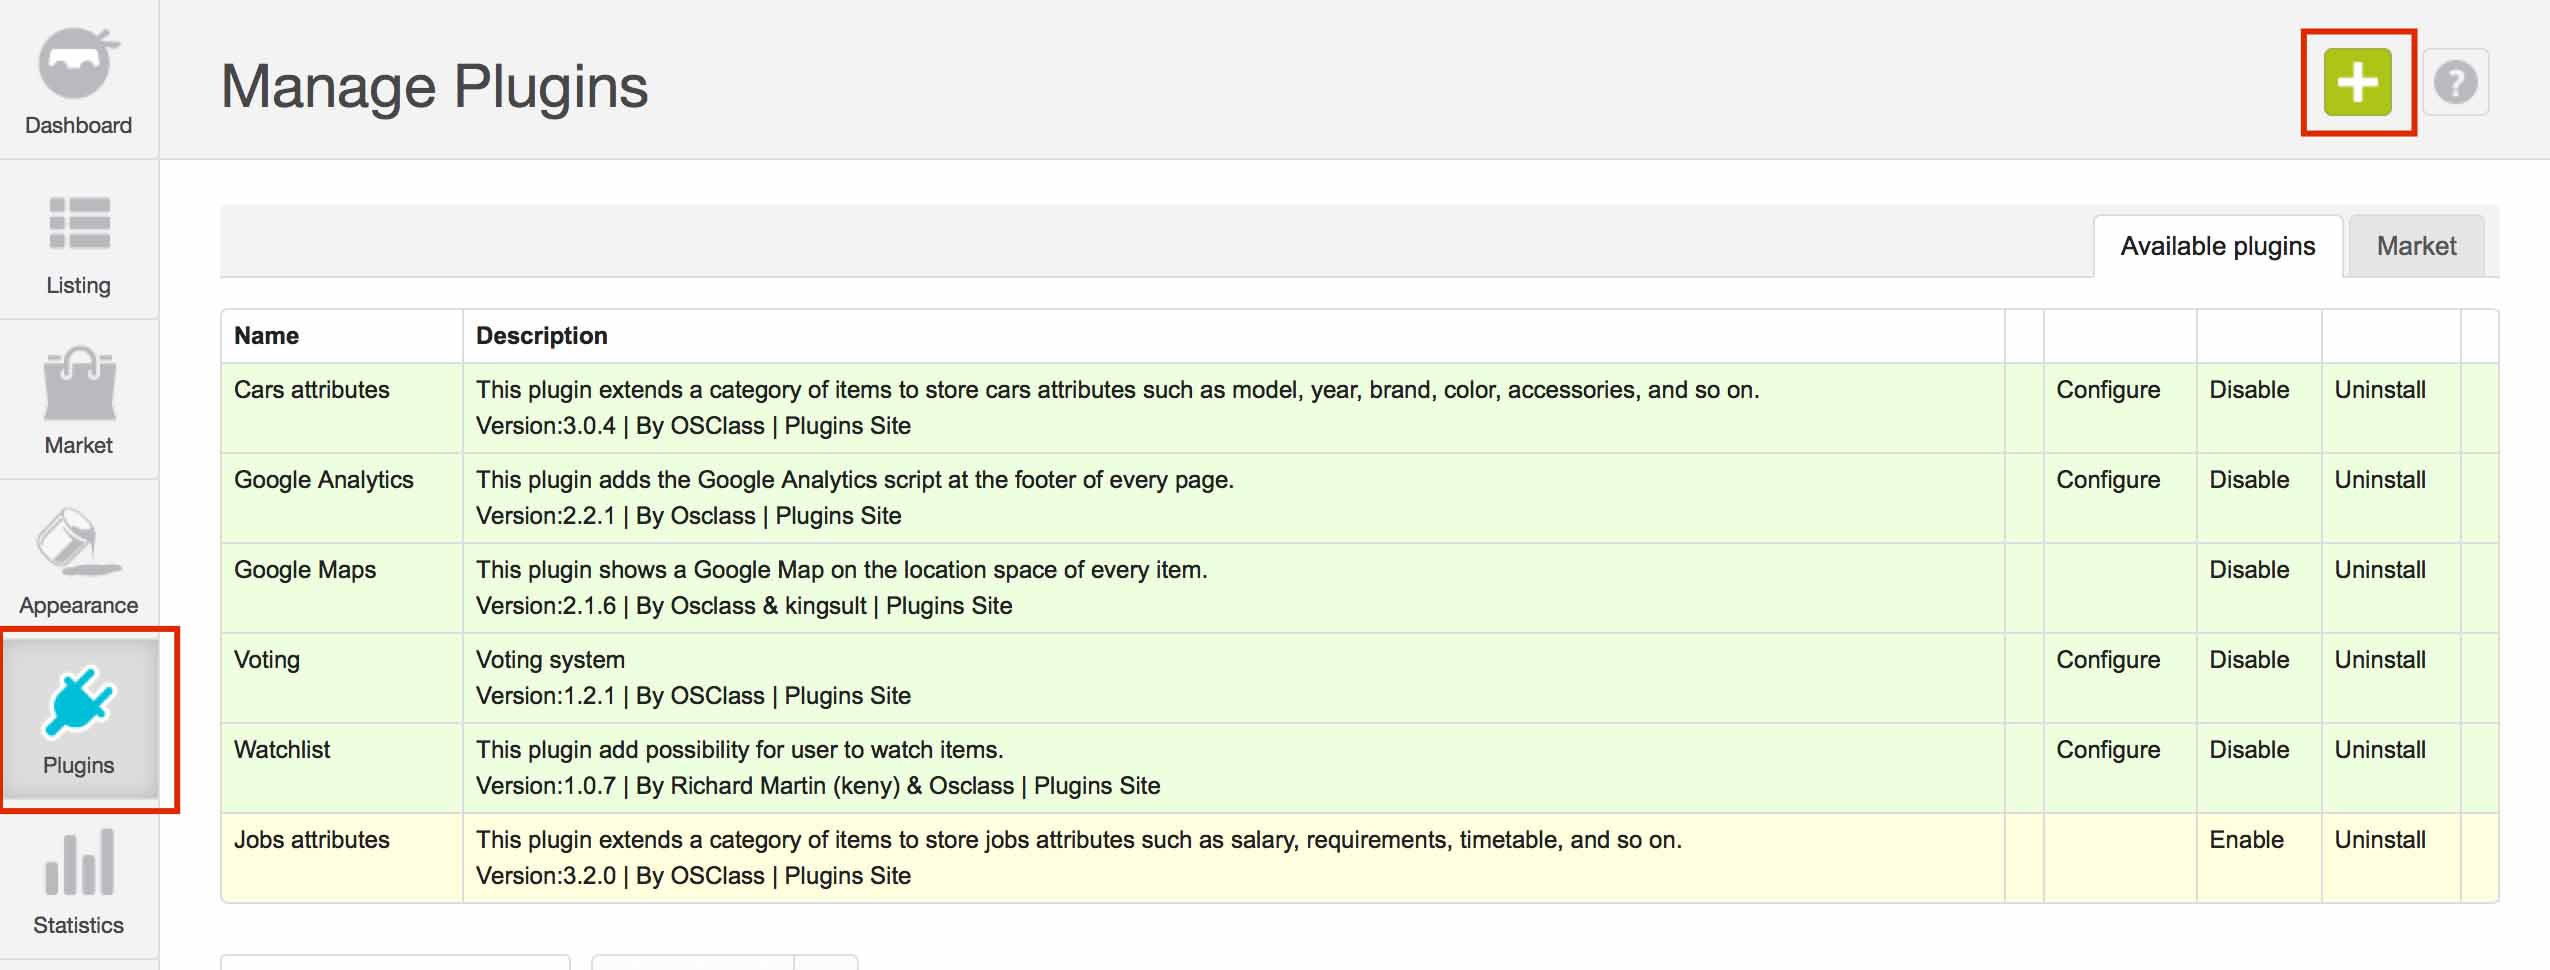 Dashboard
Listing
Market
Appearance
Plugins
Statistics
Manage Plugins
?
Available plugins
Market
Name Description
Cars attributes This plugin extends a category of items to store cars attributes such as model, year, brand, color, accessories, and so on. Configure Disable Uninstall
Version:3.0.4 | By OSClass | Plugins Site
Google Analytics This plugin adds the Google Analytics script at the footer of every page. Configure Disable Uninstall
Version:2.2.1 | By Osclass | Plugins Site
Google Maps This plugin shows a Google Map on the location space of every item. Disable Uninstall
Version:2.1.6 | By Osclass & kingsult | Plugins Site
Voting Voting system Configure Disable Uninstall
Version:1.2.1 | By OSClass | Plugins Site
Watchlist This plugin add possibility for user to watch items. Configure Disable Uninstall
Version:1.0.7 | By Richard Martin (keny) & Osclass | Plugins Site
Jobs attributes This plugin extends a category of items to store jobs attributes such as salary, requirements, timetable, and so on. Enable Uninstall
Version:3.2.0 | By OSClass | Plugins Site